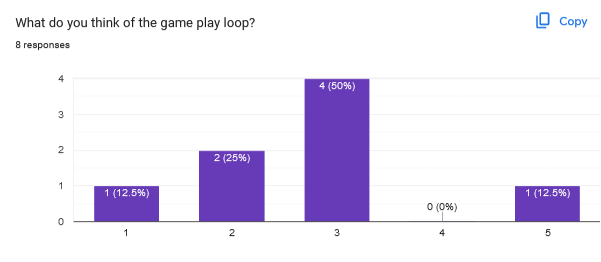 What do you think of the game play loop?
Copy
8 responses
4
3
2
1
0
1 (12.5%)
2 (25%)
4 (50%)
0 (0%)
1 (12.5%)
1 2 3 4 5